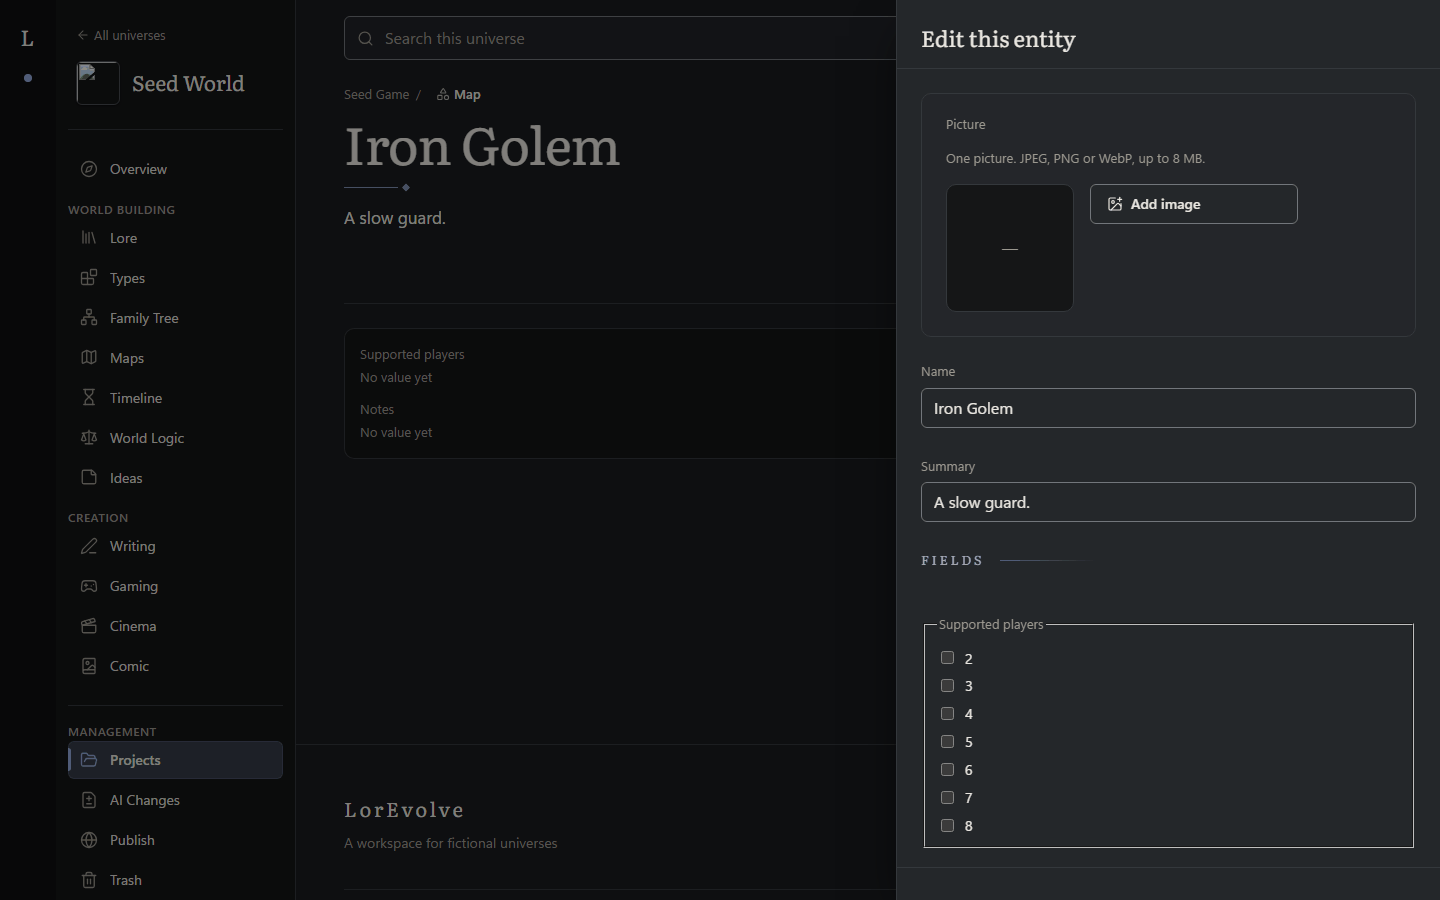 L
All universes
Seed World
Overview
WORLD BUILDING
Lore
Types
Family Tree
Maps
Timeline
World Logic
Ideas
CREATION
Writing
Gaming
Cinema
Comic
MANAGEMENT
Projects
AI Changes
Publish
Trash
Search this universe
Seed Game / Map
Iron Golem
A slow guard.
Supported players
No value yet
Notes
No value yet
LorEvolve
A workspace for fictional universes
Edit this entity
Picture
One picture. JPEG, PNG or WebP, up to 8 MB.
— Add image
Name
Iron Golem
Summary
A slow guard.
FIELDS
Supported players
2
3
4
5
6
7
8